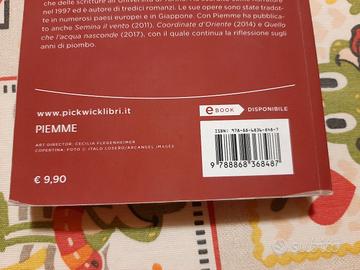 che delle scritture all'Università di
nel 1997 ed è autore di tredici romanzi. Le sue opere sono state tradot-
te in numerosi paesi europei e in Giappone. Con Piemme ha pubblica-
to anche Semina il vento (2011), Coordinate d'Oriente (2014) e Quello
che l'acqua nasconde (2017), con il quale continua la riflessione sugli
anni di piombo.
www.pickwicklibri.it
e BOOK DISPONIBILE
PIEMME
ISBN: 978-88-6836-848-7
ART DIRECTOR: CECILIA FLEGENHEIMER
COPERTINA: FOTO © ITALO LOSERO/ARCANGEL IMAGES
9 788868 368487
€ 9,90
subito